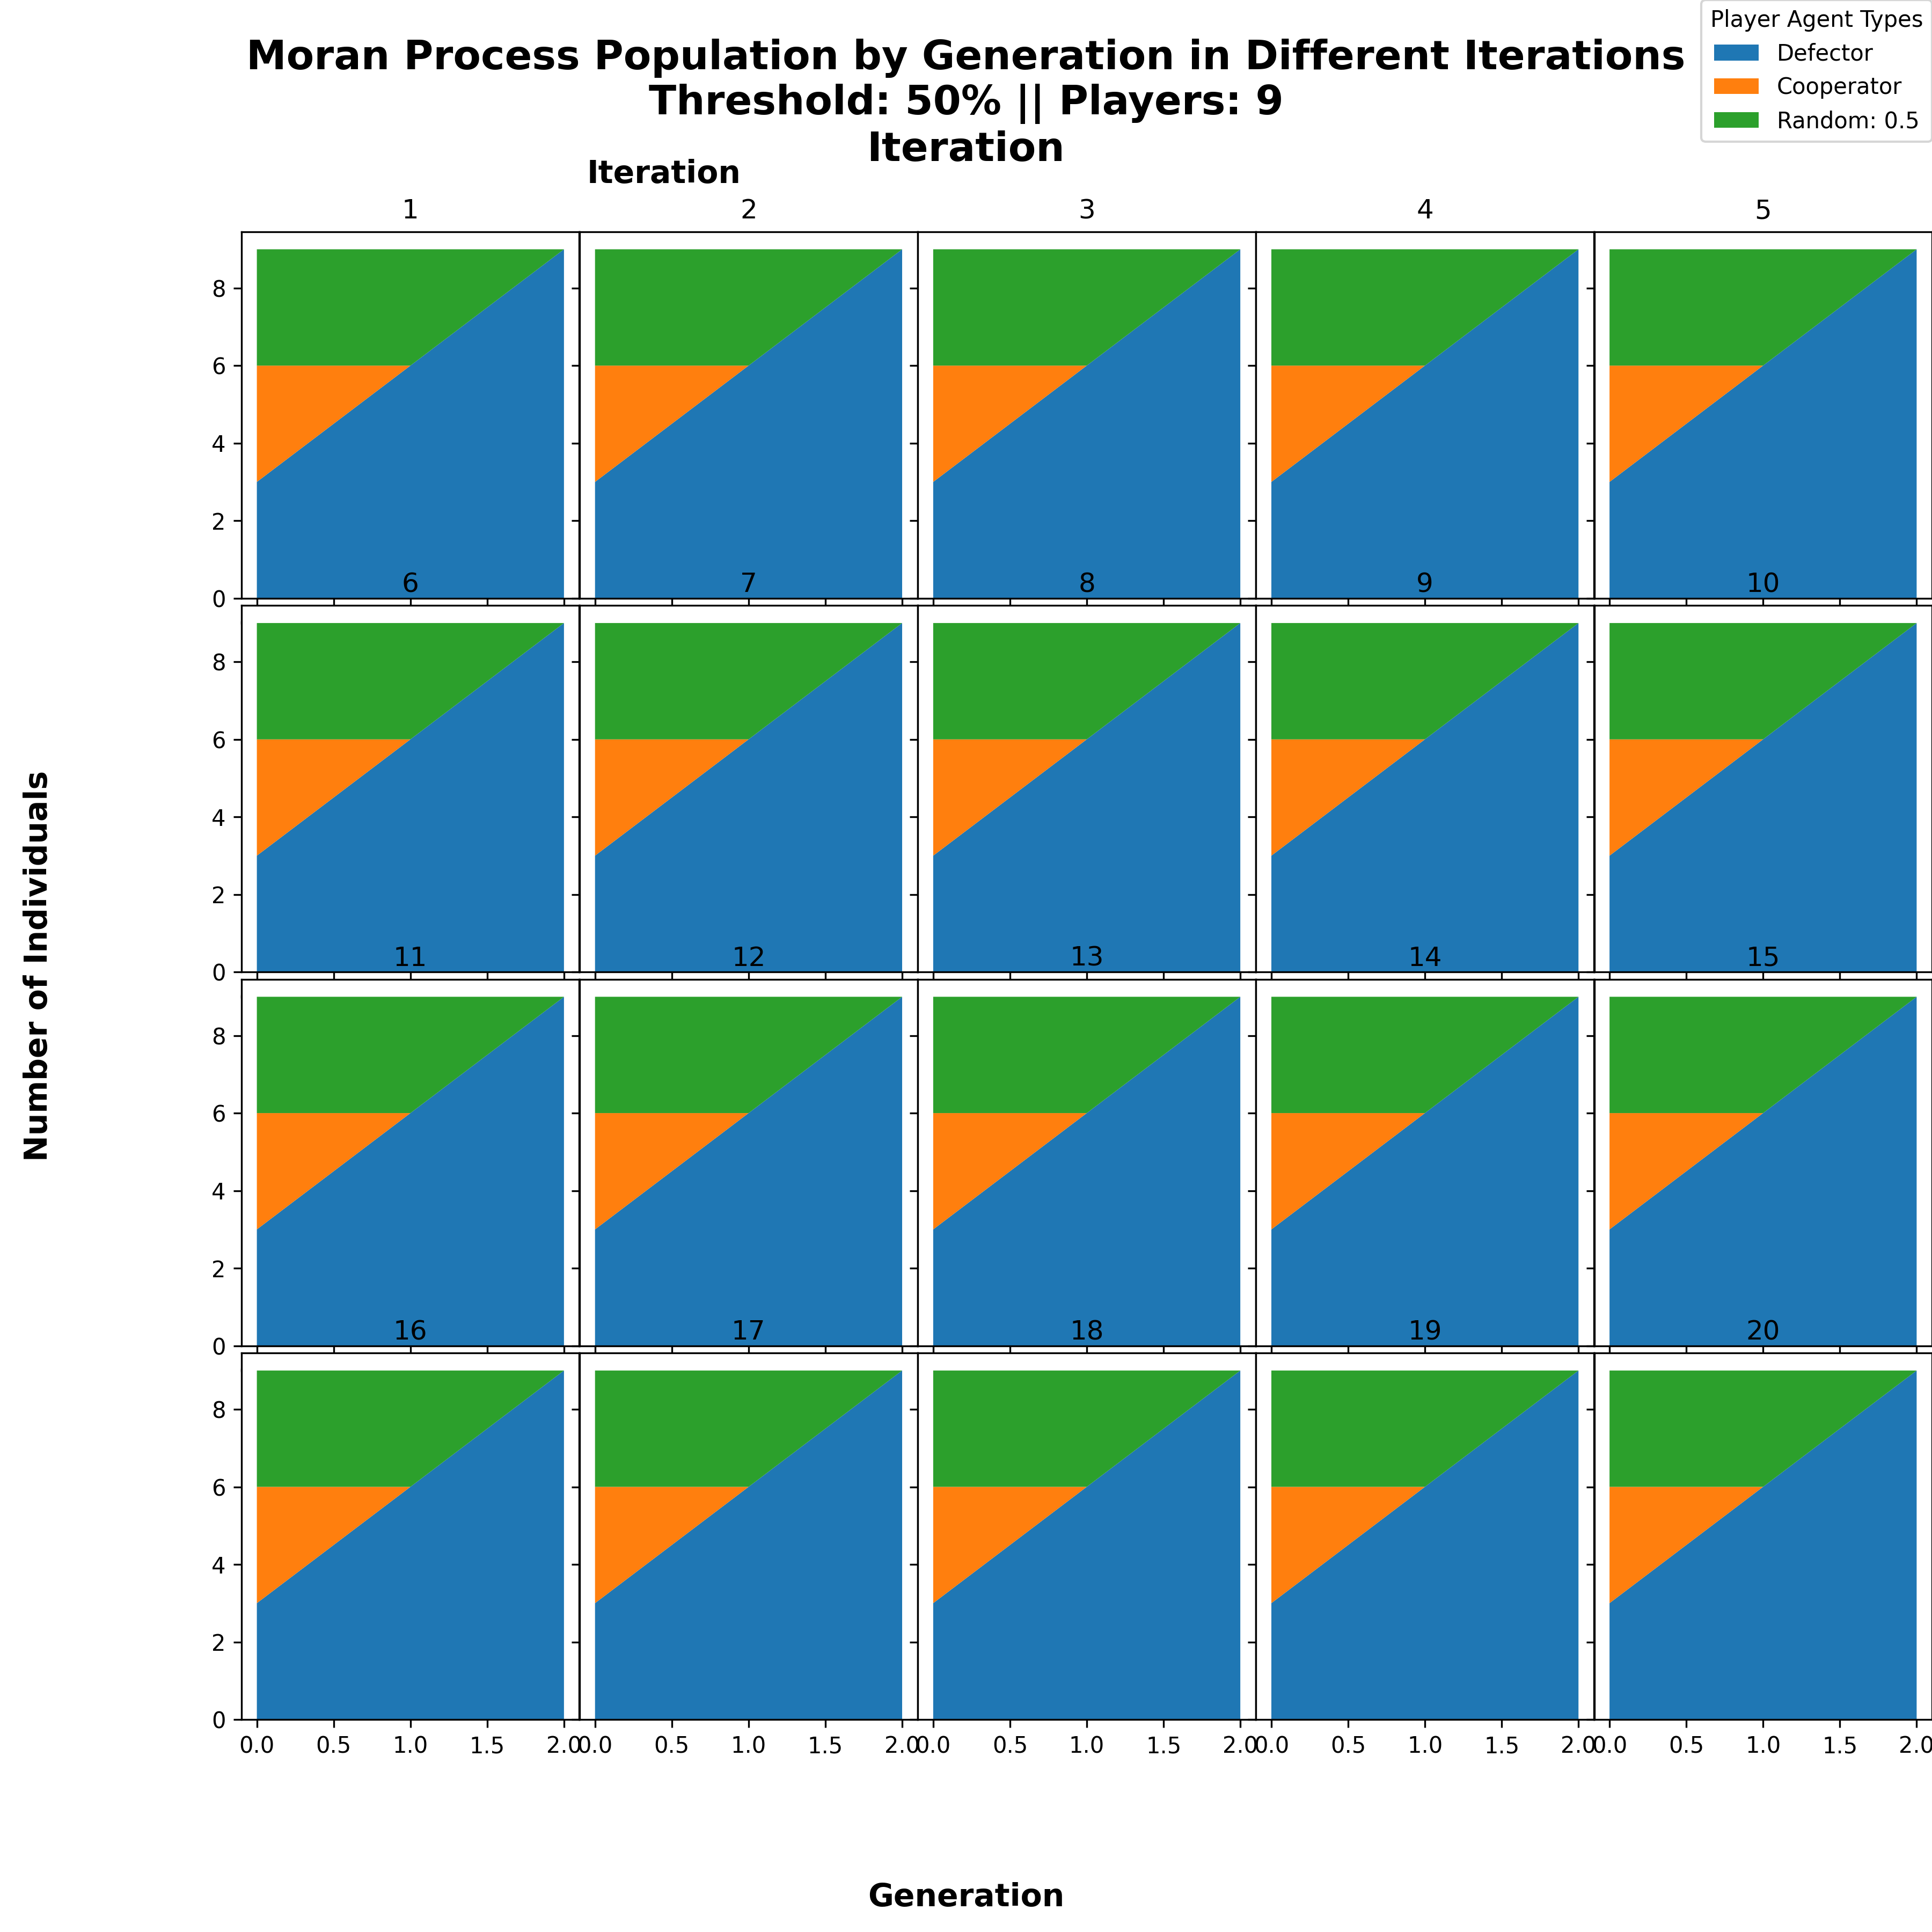 Player Agent Types
Defector
Cooperator
Random: 0.5
Moran Process Population by Generation in Different Iterations
Threshold: 50% || Players: 9
Iteration
Iteration
1 2 3 4 5
8
6
4
2
0
6 7 8 9 10
8
6
4
2
0
11 12 13 14 15
8
6
4
2
0
16 17 18 19 20
8
6
4
2
0
0.0 0.5 1.0 1.5 2.0 0.0 0.5 1.0 1.5 2.0 0.0 0.5 1.0 1.5 2.0 0.0 0.5 1.0 1.5 2.0 0.0 0.5 1.0 1.5 2.0
Number of Individuals
Generation